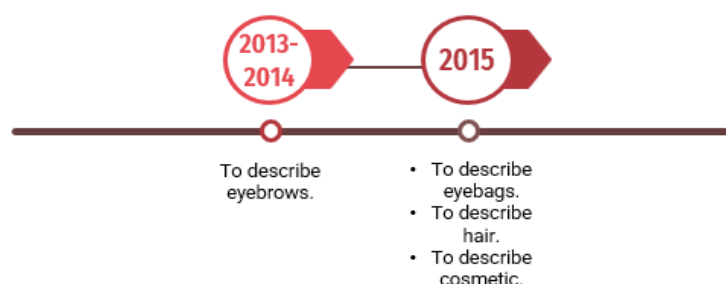 2013-
2014
2015
To describe
eyebrows.
• To describe
eyebags.
• To describe
hair.
• To describe
cosmetic.